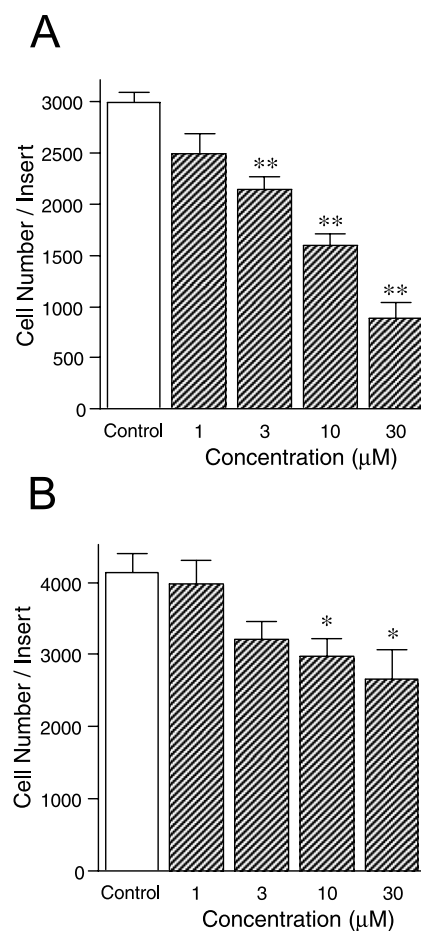 A
Cell Number / Insert
3000
2500
2000
1500
1000
500
0
**
**
**
Control 1 3 10 30
Concentration (μM)
B
Cell Number / Insert
4000
3000
2000
1000
0
* *
Control 1 3 10 30
Concentration (μM)